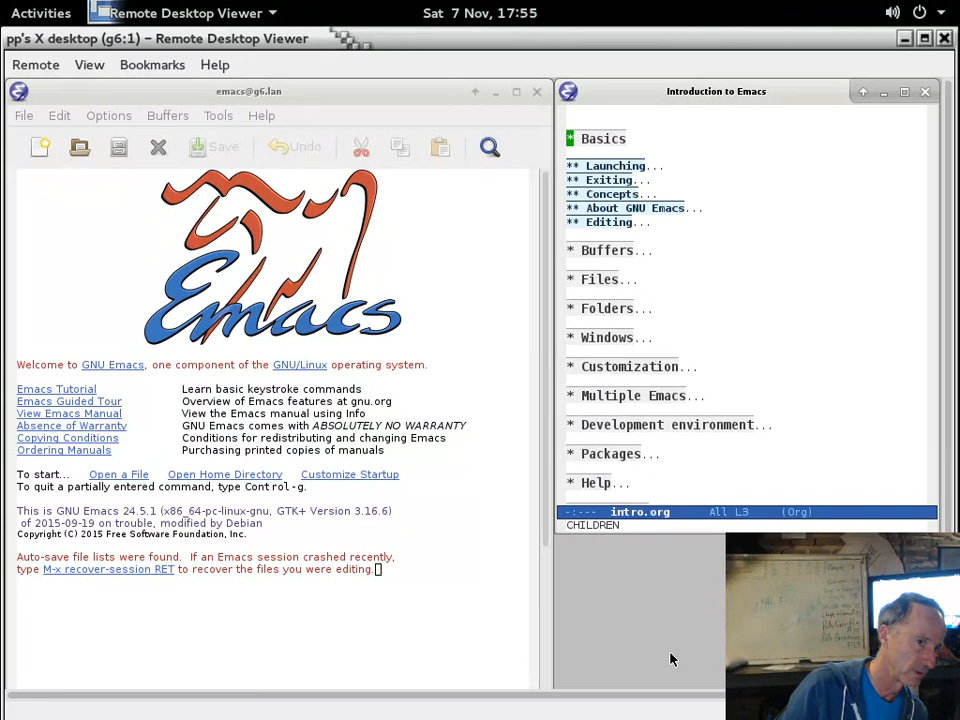 Activities
Remote Desktop Viewer
Sat 7 Nov, 17:55
pp's X desktop (g6:1) – Remote Desktop Viewer
Remote View Bookmarks Help
emacs@g6.lan
File Edit Options Buffers Tools Help
Save Undo
Emacs
Welcome to GNU Emacs, one component of the GNU/Linux operating system.
Emacs Tutorial Learn basic keystroke commands
Emacs Guided Tour Overview of Emacs features at gnu.org
View Emacs Manual View the Emacs manual using Info
Absence of Warranty GNU Emacs comes with ABSOLUTELY NO WARRANTY
Copying Conditions Conditions for redistributing and changing Emacs
Ordering Manuals Purchasing printed copies of manuals
To start... Open a File Open Home Directory Customize Startup
To quit a partially entered command, type Control-g.
This is GNU Emacs 24.5.1 (x86_64-pc-linux-gnu, GTK+ Version 3.16.6)
of 2015-09-19 on trouble, modified by Debian
Copyright (C) 2015 Free Software Foundation, Inc.
Auto-save file lists were found. If an Emacs session crashed recently,
type M-x recover-session RET to recover the files you were editing.
Introduction to Emacs
* Basics
** Launching...
** Exiting...
** Concepts...
** About GNU Emacs...
** Editing...
* Buffers...
* Files...
* Folders...
* Windows...
* Customization...
* Multiple Emacs...
* Development environment...
* Packages...
* Help...
-:--- intro.org All L3 (Org)
CHILDREN